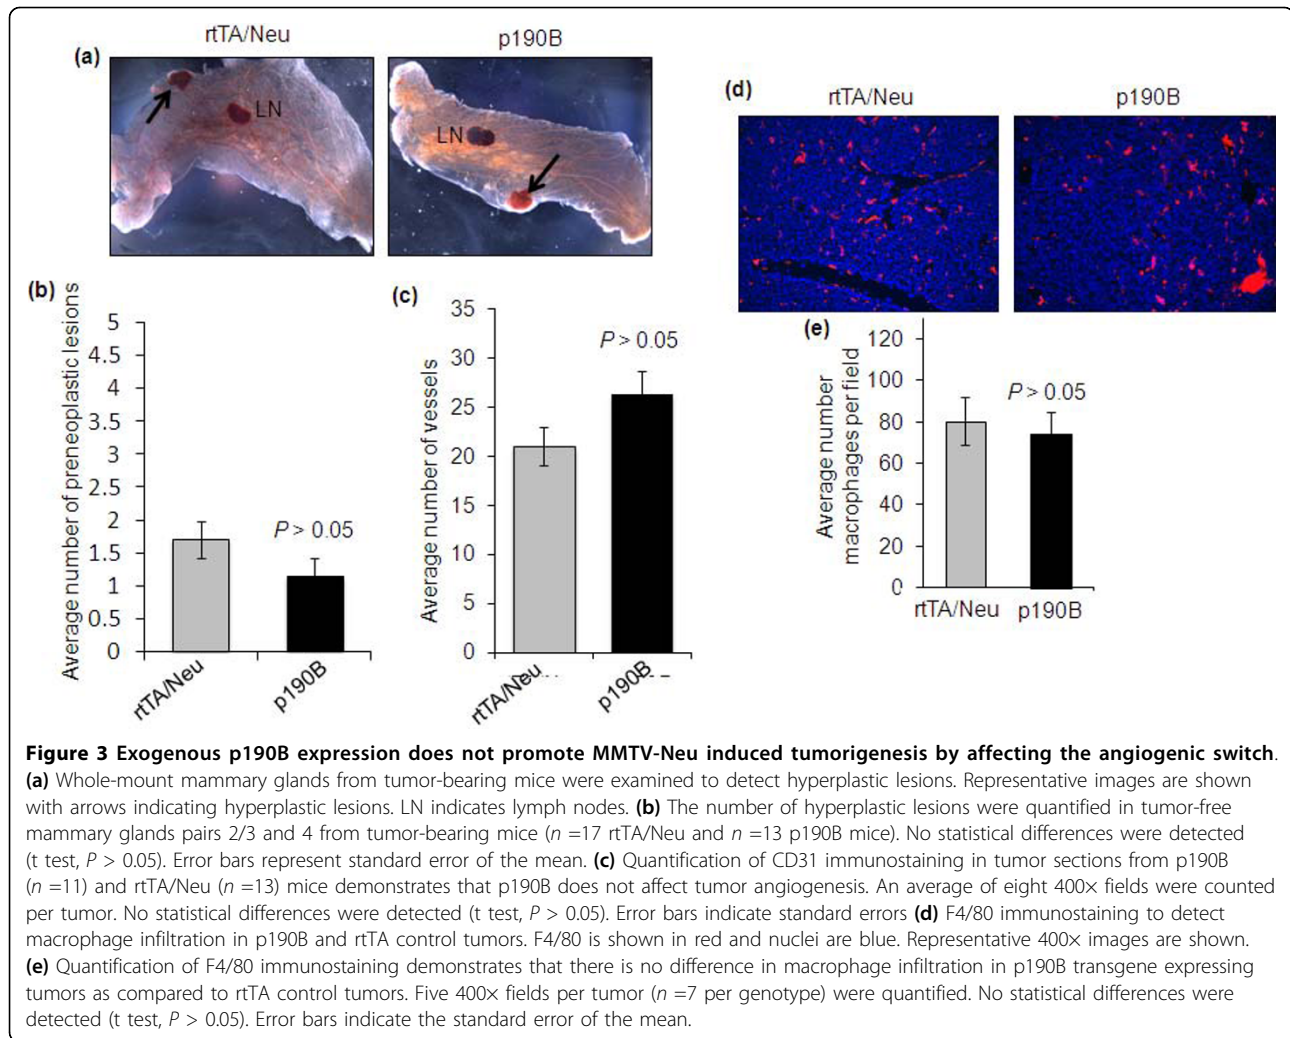 rtTA/Neu
p190B
(a)
LN
LN
(d)
rtTA/Neu
p190B
(b)
Average number of preneoplastic lesions
5
4.5
4
3.5
3
2.5
2
1.5
1
0.5
0
P > 0.05
rtTA/Neu
p190B
(c)
Average number of vessels
35
30
25
20
15
10
5
0
P > 0.05
rtTA/Neu
p190B
(e)
Average number
macrophages per field
120
100
80
60
40
20
0
P > 0.05
rtTA/Neu
p190B
Figure 3 Exogenous p190B expression does not promote MMTV-Neu induced tumorigenesis by affecting the angiogenic switch.
(a) Whole-mount mammary glands from tumor-bearing mice were examined to detect hyperplastic lesions. Representative images are shown
with arrows indicating hyperplastic lesions. LN indicates lymph nodes. (b) The number of hyperplastic lesions were quantified in tumor-free
mammary glands pairs 2/3 and 4 from tumor-bearing mice (n =17 rtTA/Neu and n =13 p190B mice). No statistical differences were detected
(t test, P > 0.05). Error bars represent standard error of the mean. (c) Quantification of CD31 immunostaining in tumor sections from p190B
(n =11) and rtTA/Neu (n =13) mice demonstrates that p190B does not affect tumor angiogenesis. An average of eight 400× fields were counted
per tumor. No statistical differences were detected (t test, P > 0.05). Error bars indicate standard errors (d) F4/80 immunostaining to detect
macrophage infiltration in p190B and rtTA control tumors. F4/80 is shown in red and nuclei are blue. Representative 400× images are shown.
(e) Quantification of F4/80 immunostaining demonstrates that there is no difference in macrophage infiltration in p190B transgene expressing
tumors as compared to rtTA control tumors. Five 400× fields per tumor (n =7 per genotype) were quantified. No statistical differences were
detected (t test, P > 0.05). Error bars indicate the standard error of the mean.